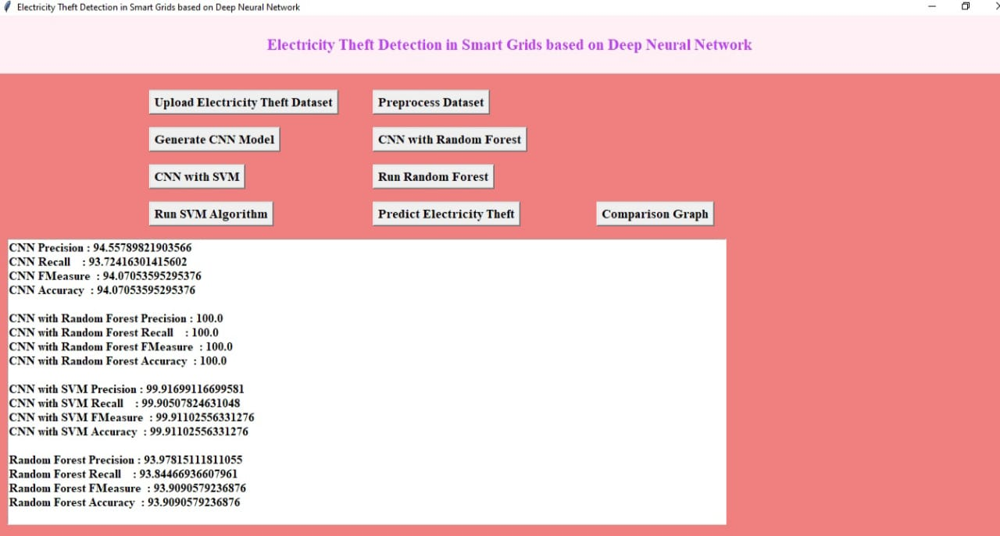 Electricity Theft Detection in Smart Grids based on Deep Neural Network
Electricity Theft Detection in Smart Grids based on Deep Neural Network
Upload Electricity Theft Dataset
Preprocess Dataset
Generate CNN Model
CNN with Random Forest
CNN with SVM
Run Random Forest
Run SVM Algorithm
Predict Electricity Theft
Comparison Graph
CNN Precision : 94.55789821903566
CNN Recall    : 93.72416301415602
CNN FMeasure  : 94.07053595295376
CNN Accuracy  : 94.07053595295376
CNN with Random Forest Precision : 100.0
CNN with Random Forest Recall    : 100.0
CNN with Random Forest FMeasure  : 100.0
CNN with Random Forest Accuracy  : 100.0
CNN with SVM Precision : 99.91699116699581
CNN with SVM Recall    : 99.90507824631048
CNN with SVM FMeasure  : 99.91102556331276
CNN with SVM Accuracy  : 99.91102556331276
Random Forest Precision : 93.97815111811055
Random Forest Recall    : 93.84466936607961
Random Forest FMeasure  : 93.9090579236876
Random Forest Accuracy  : 93.9090579236876